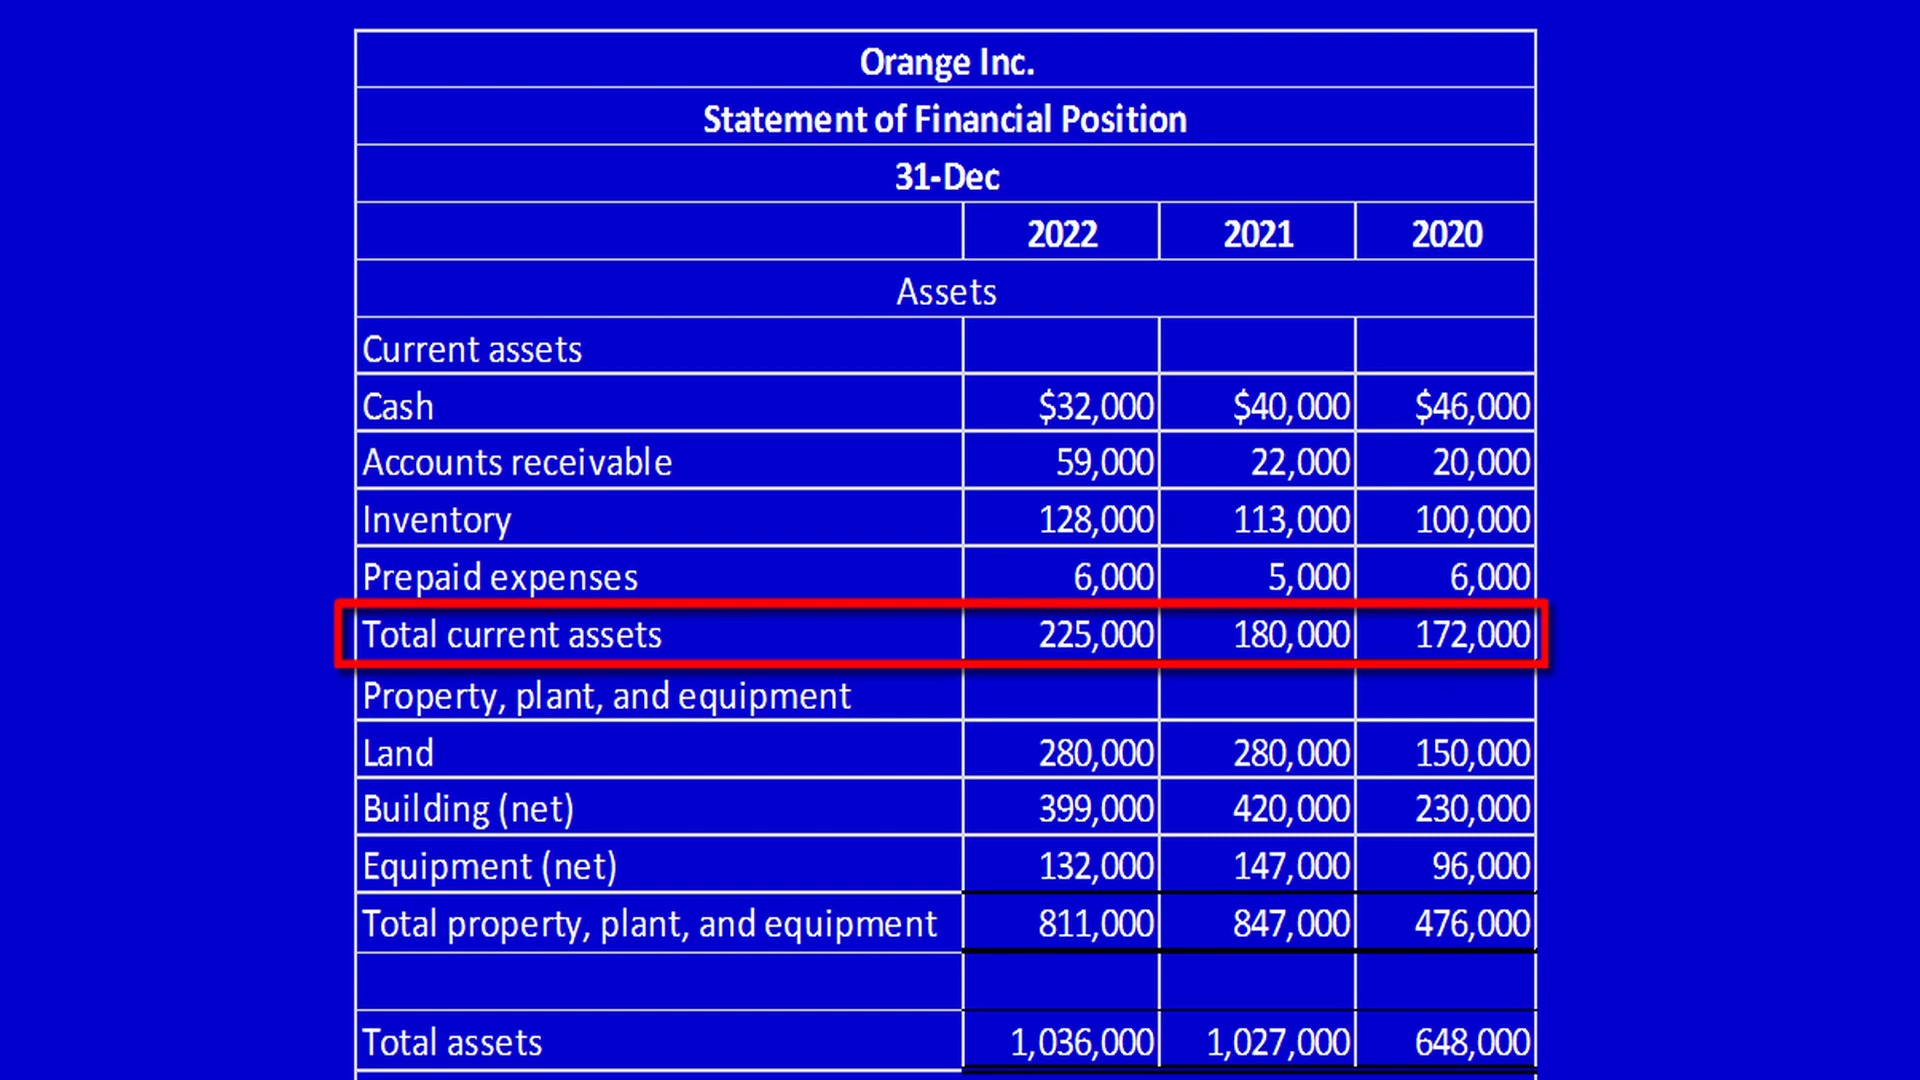 Orange Inc.
Statement of Financial Position
31-Dec
2022 2021 2020
Assets
Current assets
Cash $32,000 $40,000 $46,000
Accounts receivable 59,000 22,000 20,000
Inventory 128,000 113,000 100,000
Prepaid expenses 6,000 5,000 6,000
Total current assets 225,000 180,000 172,000
Property, plant, and equipment
Land 280,000 280,000 150,000
Building (net) 399,000 420,000 230,000
Equipment (net) 132,000 147,000 96,000
Total property, plant, and equipment 811,000 847,000 476,000
Total assets 1,036,000 1,027,000 648,000